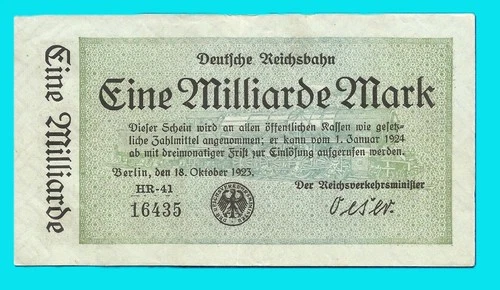 Eine Milliarde
Deutsche Reichsbahn
Eine Milliarde Mark
Dieser Schein wird an allen öffentlichen Kassen wie gesetz-
liche Zahlmittel angenommen; er kann vom 1. Januar 1924
ab mit dreimonatiger Frist zur Einlösung aufgerufen werden.
Berlin, den 18. Oktober 1923.
HR-41
16435
Der Reichsverkehrsminister
Oeser.